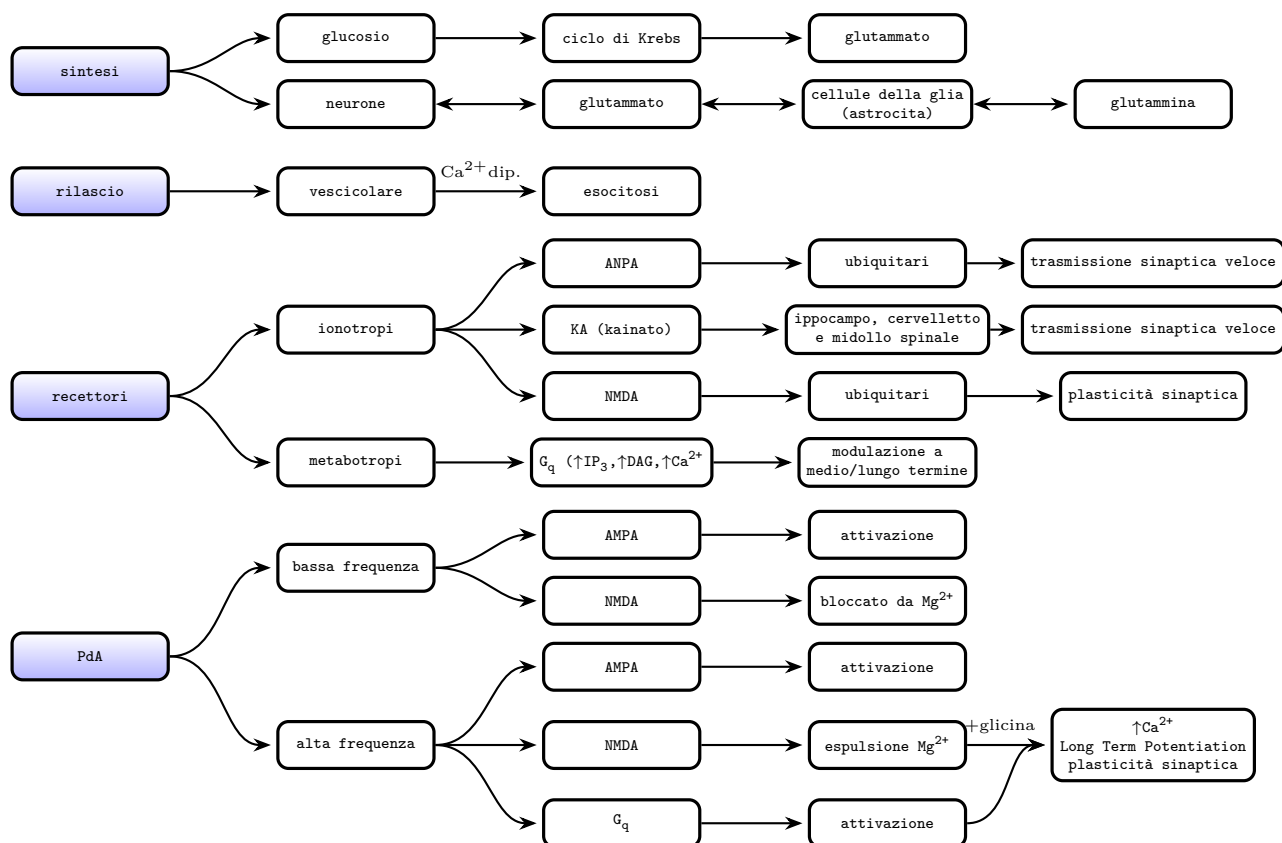 glucosio
ciclo di Krebs
glutammato
sintesi
neurone
glutammato
cellule della glia
(astrocita)
glutammina
rilascio
vescicolare
Ca²⁺dip.
esocitosi
ANPA
ubiquitari
trasmissione sinaptica veloce
ionotropi
KA (kainato)
ippocampo, cervelletto
e midollo spinale
trasmissione sinaptica veloce
recettori
NMDA
ubiquitari
plasticità sinaptica
metabotropi
G_q (↑IP₃,↑DAG,↑Ca²⁺
modulazione a
medio/lungo termine
bassa frequenza
AMPA
attivazione
NMDA
bloccato da Mg²⁺
PdA
AMPA
attivazione
alta frequenza
NMDA
espulsione Mg²⁺
+glicina
↑Ca²⁺
Long Term Potentiation
plasticità sinaptica
G_q
attivazione